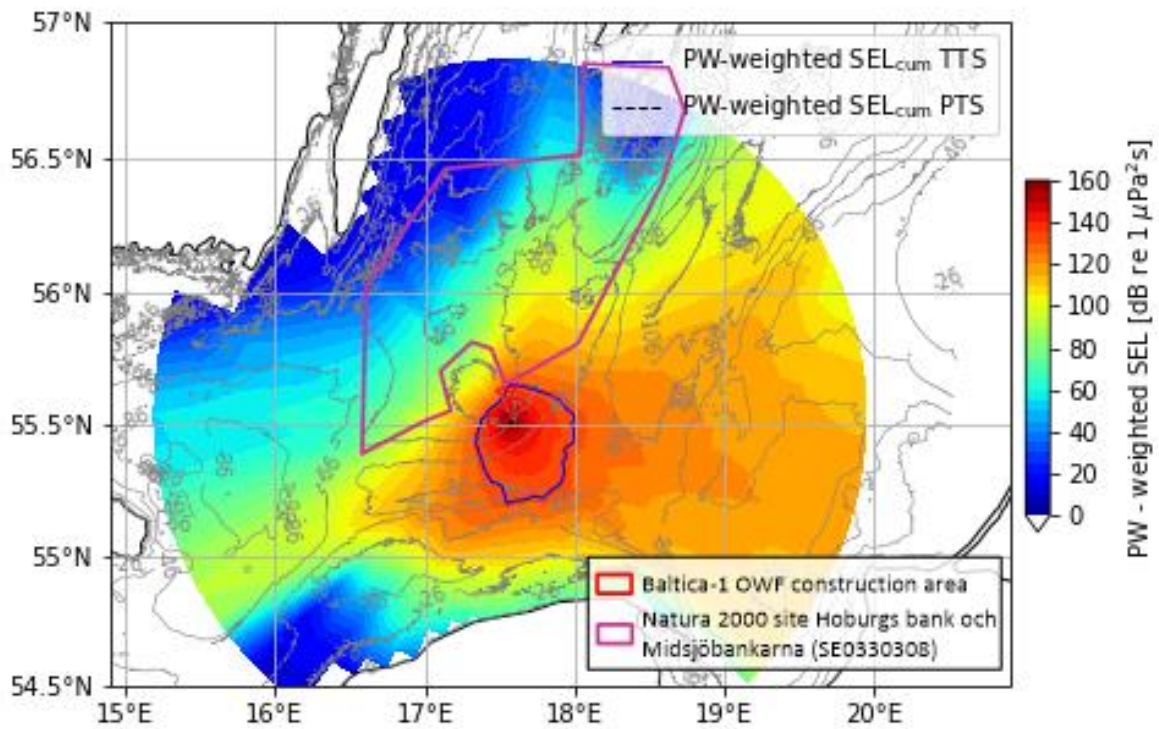 57°N
56.5°N
56°N
55.5°N
55°N
54.5°N
15°E
16°E
17°E
18°E
19°E
20°E
PW-weighted SELcum TTS
PW-weighted SELcum PTS
Baltica-1 OWF construction area
Natura 2000 site Hoburgs bank och
Midsjöbankarna (SE0330308)
160
140
120
100
80
60
40
20
0
PW - weighted SEL [dB re 1 μPa²s]